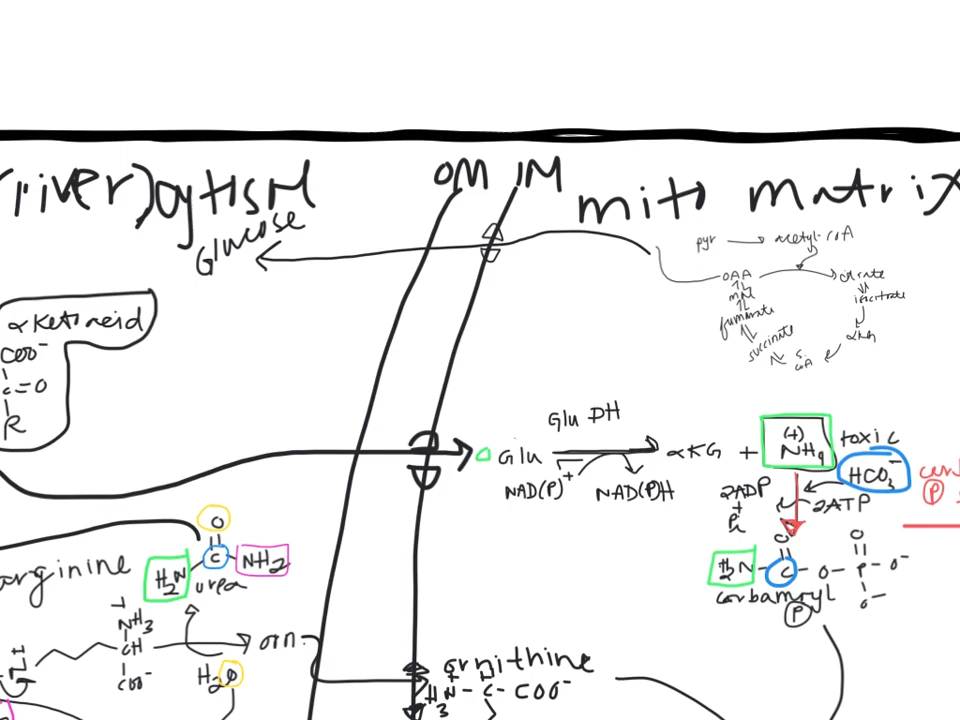 (liver)cytosol
OM IM
mito matrix
Glucose
pyr
acetyl-CoA
OAA
citrate
isocitrate
αKG
CoA
succinate
fumarate
mal
αketoacid
COO⁻
C=O
R
Glu DH
Glu
αKG + NH₄ (+)
toxic
HCO₃⁻
NAD(P)⁺
NAD(P)H
2ADP
+
Pi
2ATP
O
H₂N-C-NH₂
urea
O
O
H₂N-C-O-P-O⁻
O⁻
carbamoyl
P
P
arginine
NH₃
CH
COO⁻
orn
H₂O
ornithine
H₃N-C-COO⁻